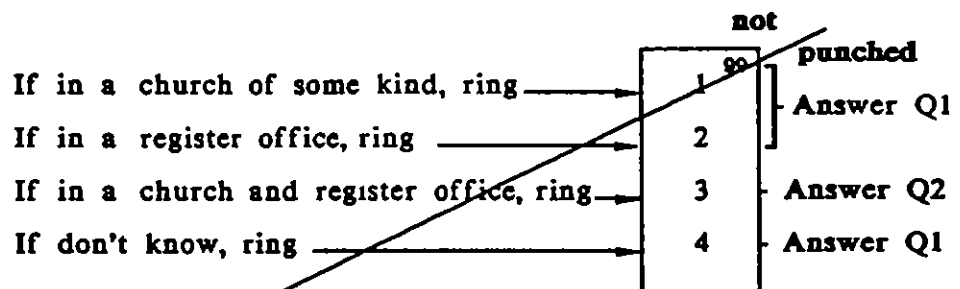 not
99 punched
If in a church of some kind, ring 1 Answer Q1
If in a register office, ring 2
If in a church and register office, ring 3 Answer Q2
If don't know, ring 4 Answer Q1